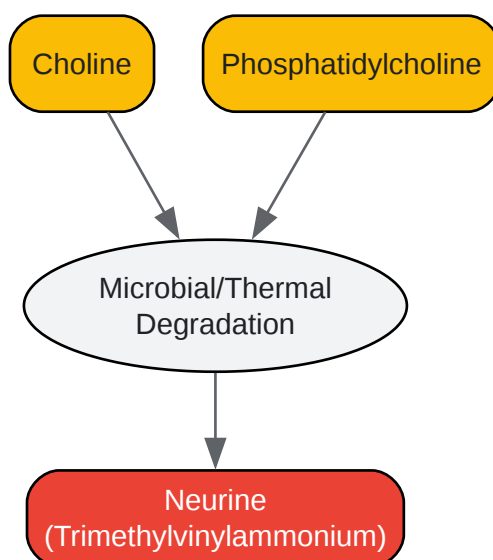 Choline
Phosphatidylcholine
Microbial/Thermal
Degradation
Neurine
(Trimethylvinylammonium)